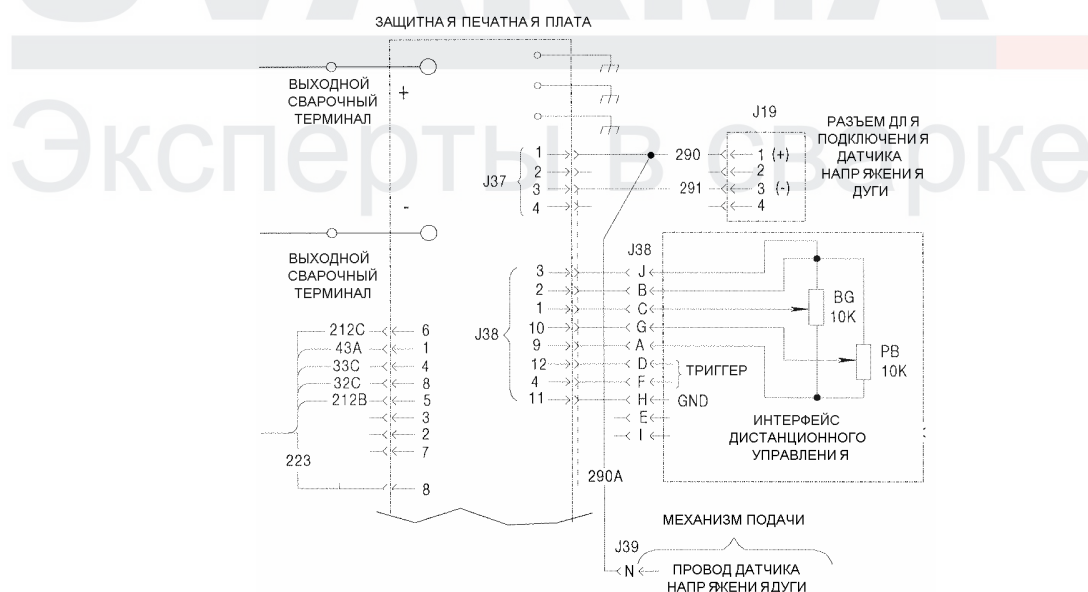 SVARMA
Эксперты в сварке
ЗАЩИТНА Я ПЕЧАТНА Я ПЛАТА
ВЫХОДНОЙ
СВАРОЧНЫЙ
ТЕРМИНАЛ
+
J37
1
2
3
4
290
291
J19
1 (+)
2
3 (-)
4
РАЗЪЕМ ДЛ Я
ПОДКЛЮЧЕНИ Я
ДАТЧИКА
НАПР ЯЖЕНИ Я
ДУГИ
-
ВЫХОДНОЙ
СВАРОЧНЫЙ
ТЕРМИНАЛ
J38
3
2
1
10
9
12
4
11
J38
J
B
C
G
A
D
F
H
E
I
ТРИГГЕР
GND
BG
10K
PB
10K
ИНТЕРФЕЙС
ДИСТАНЦИОННОГО
УПРАВЛЕНИ Я
212C
43A
33C
32C
212B
6
1
4
8
5
3
2
7
223
8
290A
МЕХАНИЗМ ПОДАЧИ
J39
N
ПРОВОД ДАТЧИКА
НАПР ЯЖЕНИ ЯДУГИ